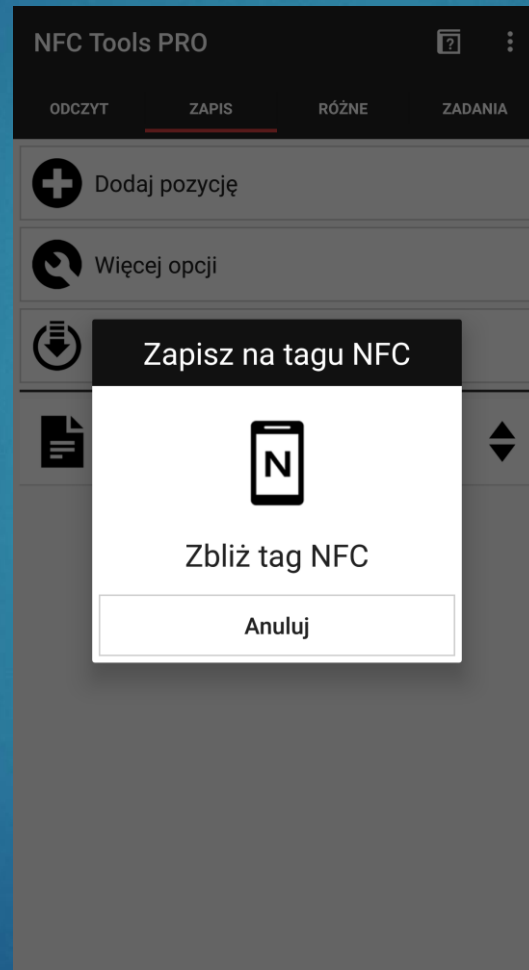 NFC Tools PRO
ODCZYT ZAPIS RÓŻNE ZADANIA
Dodaj pozycję
Więcej opcji
Zapisz na tagu NFC
N
Zbliż tag NFC
Anuluj